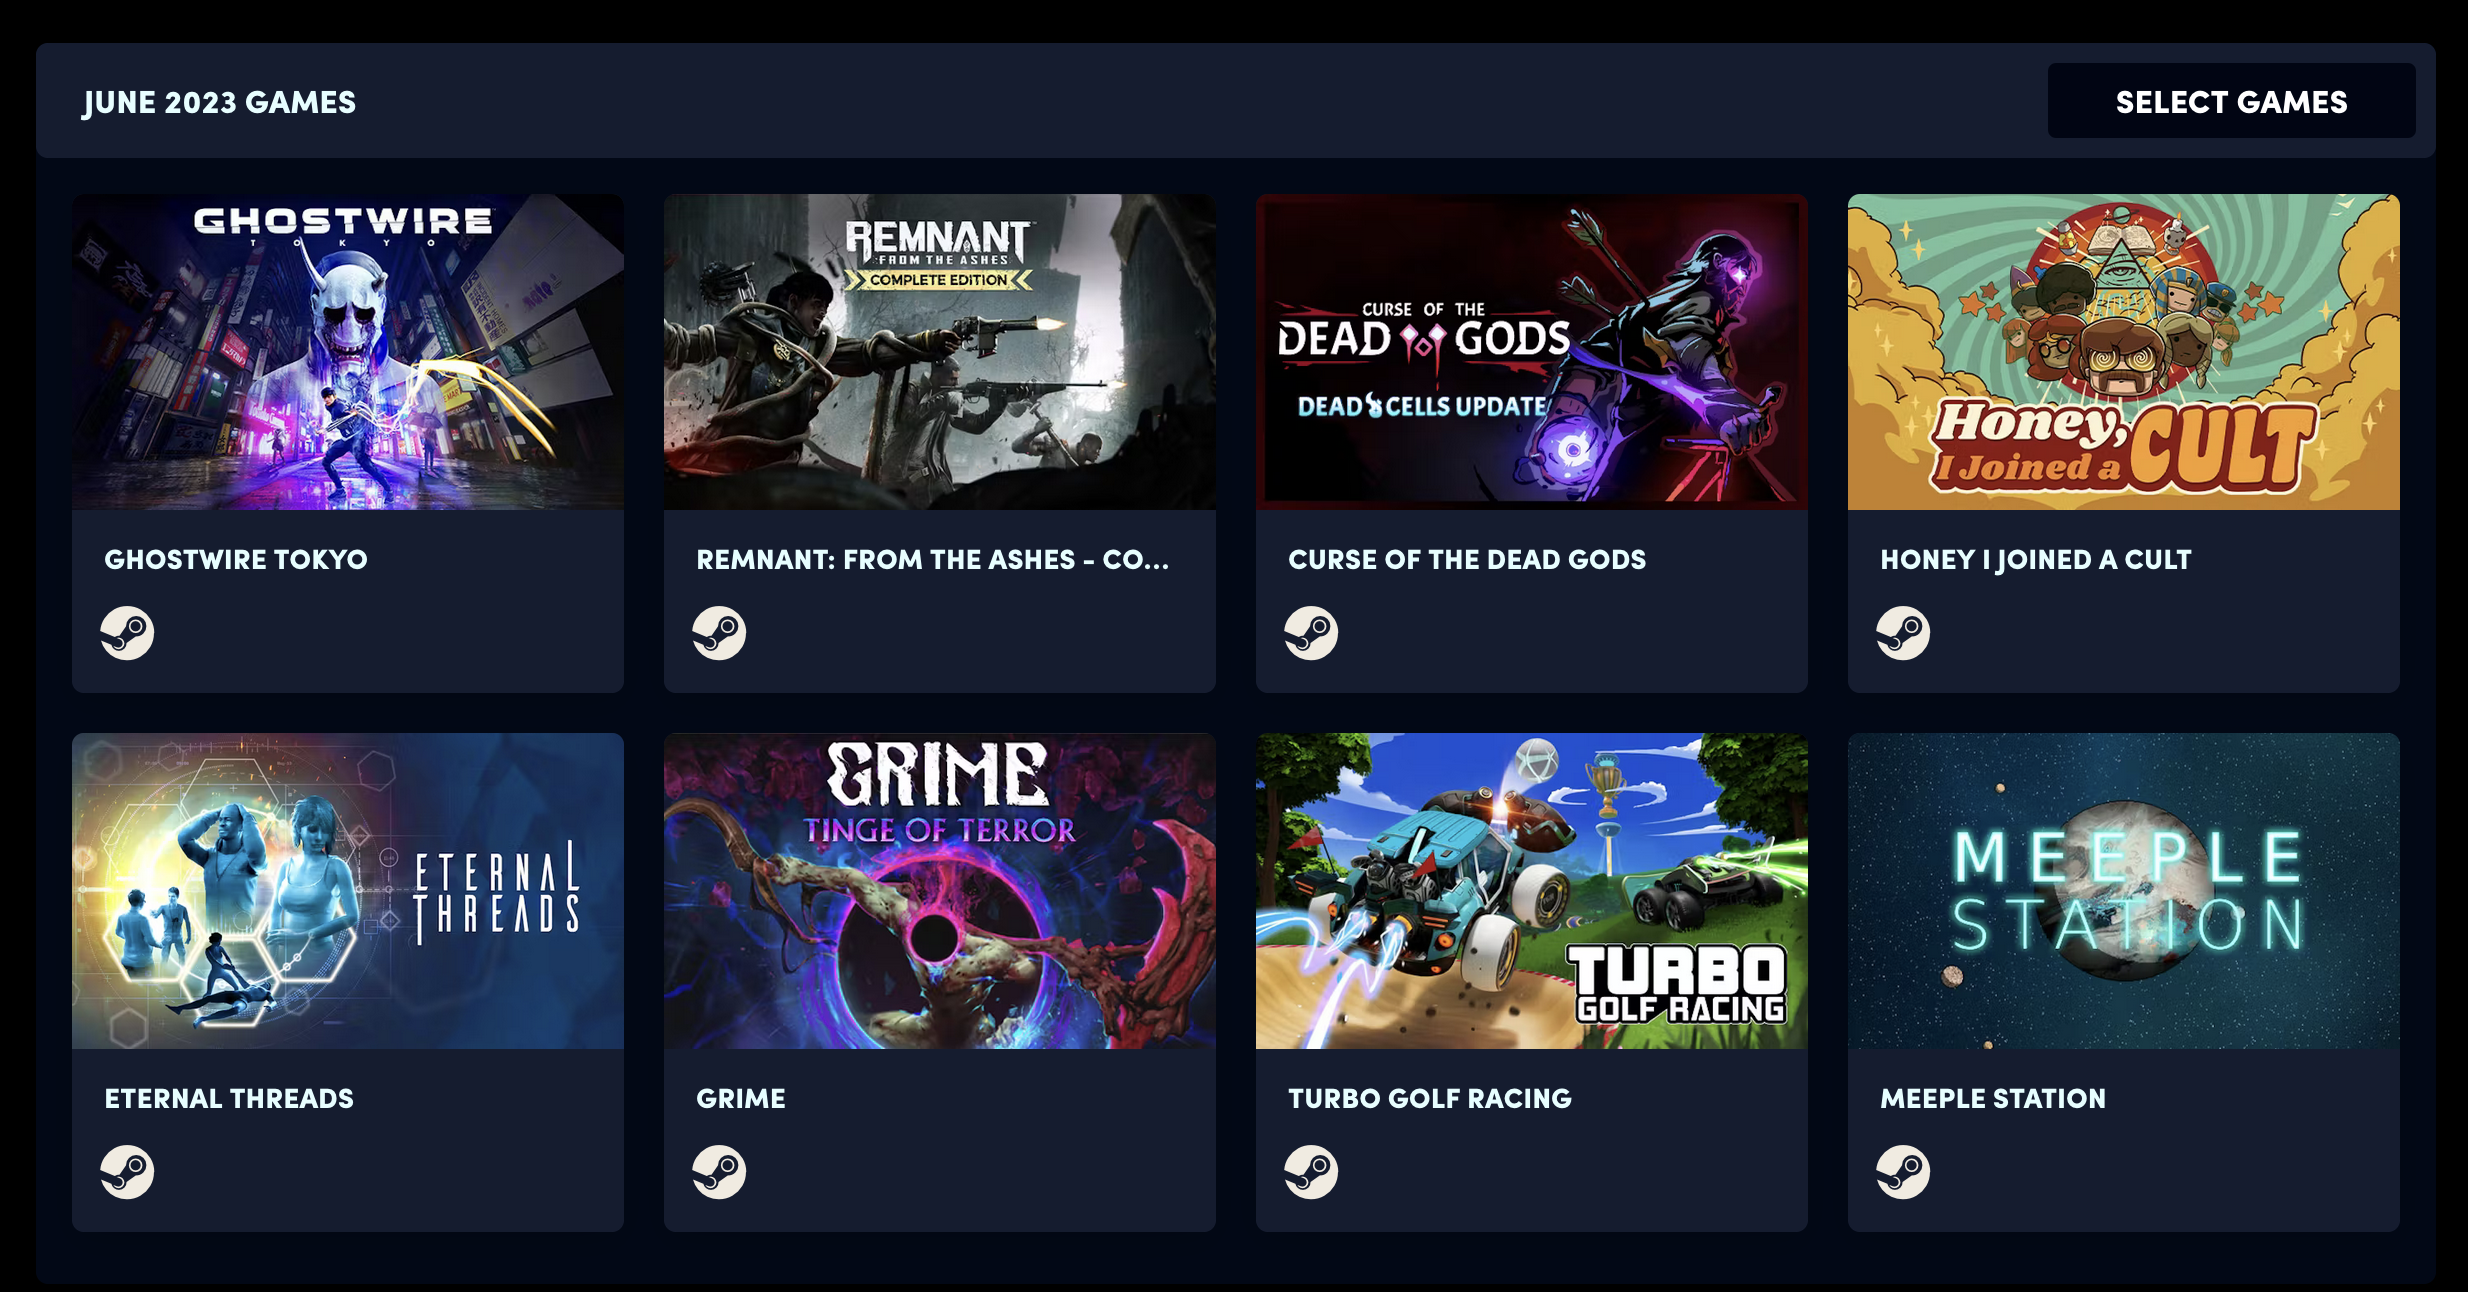 JUNE 2023 GAMES
SELECT GAMES
GHOSTWIRE
TOKYO
REMNANT
FROM THE ASHES
COMPLETE EDITION
CURSE OF THE
DEAD GODS
DEAD CELLS UPDATE
Honey,
I Joined a CULT
GHOSTWIRE TOKYO
REMNANT: FROM THE ASHES - CO...
CURSE OF THE DEAD GODS
HONEY I JOINED A CULT
ETERNAL
THREADS
GRIME
TINGE OF TERROR
TURBO
GOLF RACING
MEEPLE
STATION
ETERNAL THREADS
GRIME
TURBO GOLF RACING
MEEPLE STATION